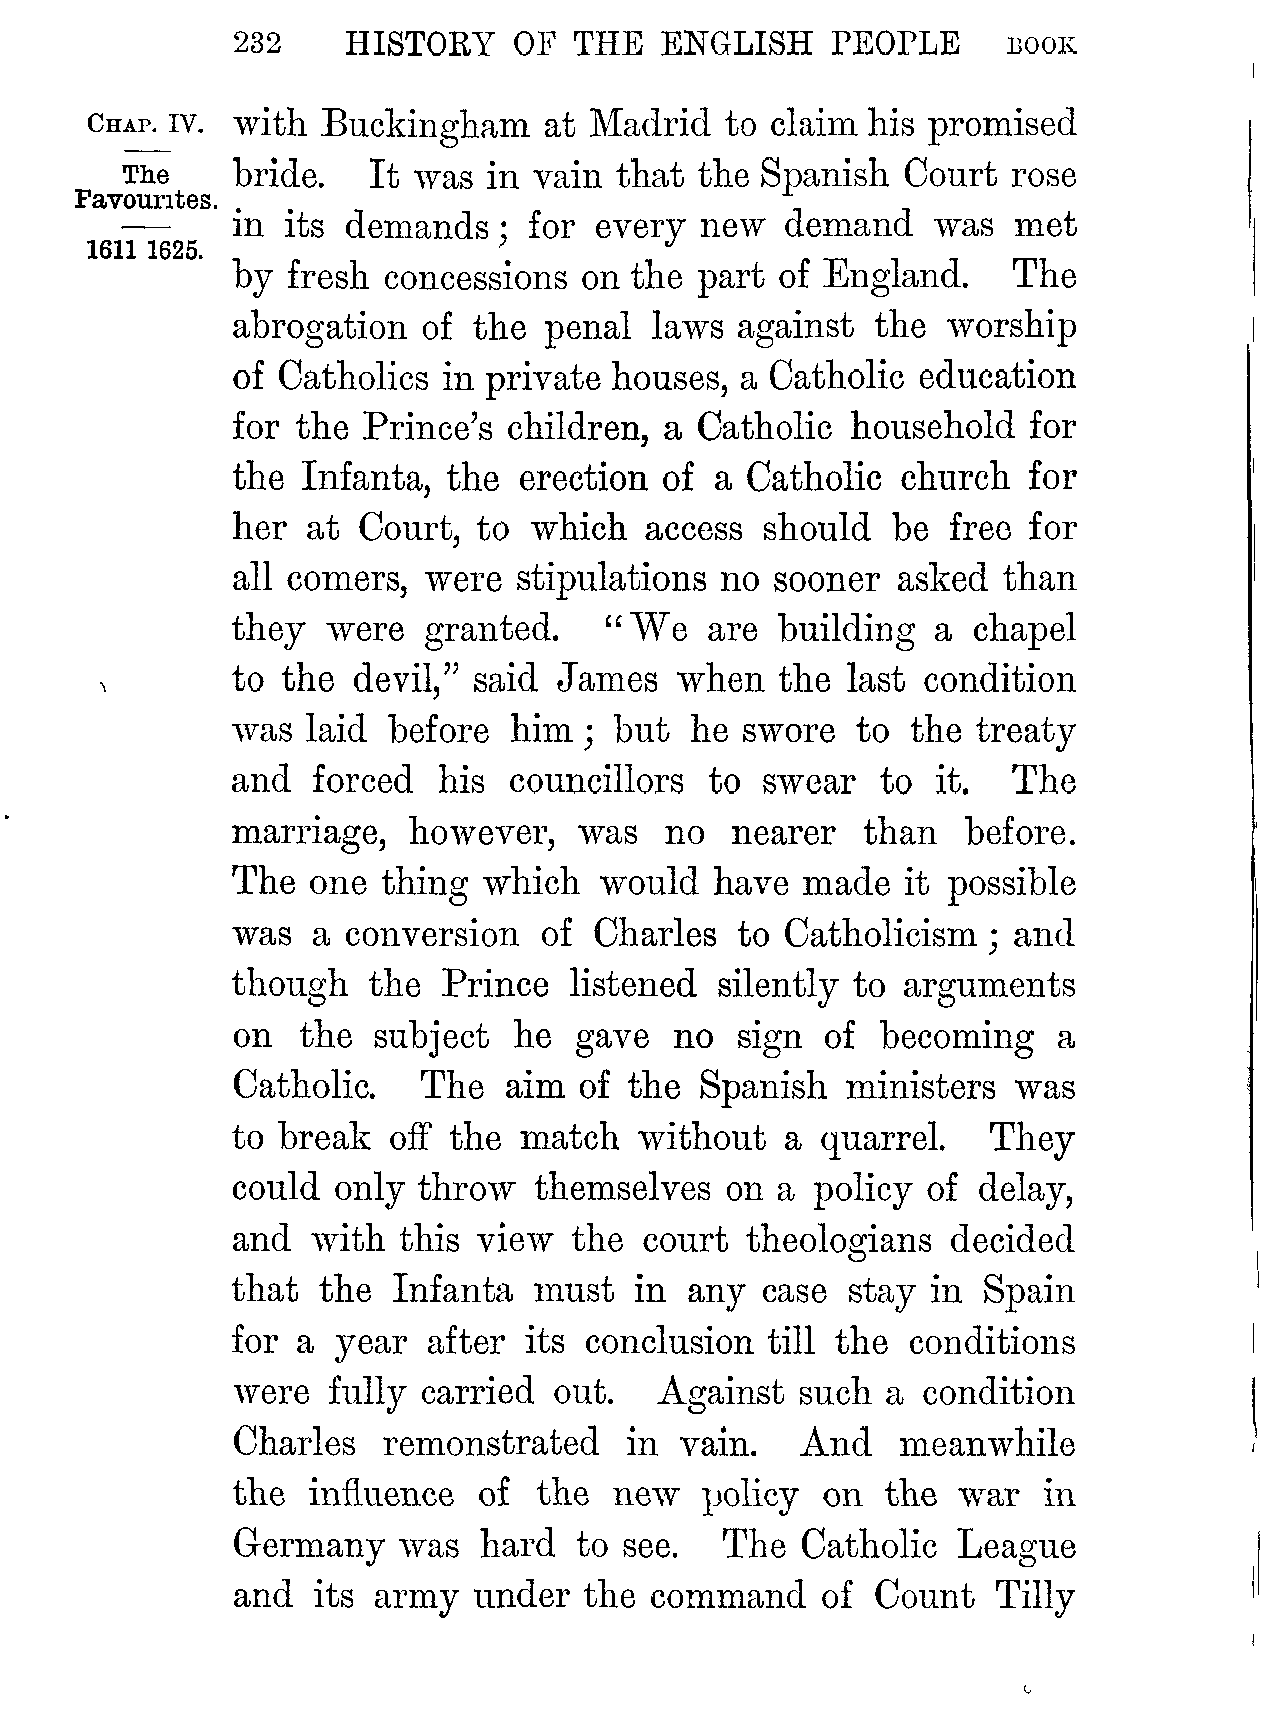 232 HISTORY OF THE ENGLISH PEOPLE BOOK
CHAP. IV.
The
Favourites.
1611 1625.
with Buckingham at Madrid to claim his promised
bride. It was in vain that the Spanish Court rose
in its demands; for every new demand was met
by fresh concessions on the part of England. The
abrogation of the penal laws against the worship
of Catholics in private houses, a Catholic education
for the Prince's children, a Catholic household for
the Infanta, the erection of a Catholic church for
her at Court, to which access should be free for
all comers, were stipulations no sooner asked than
they were granted. "We are building a chapel
to the devil," said James when the last condition
was laid before him; but he swore to the treaty
and forced his councillors to swear to it. The
marriage, however, was no nearer than before.
The one thing which would have made it possible
was a conversion of Charles to Catholicism; and
though the Prince listened silently to arguments
on the subject he gave no sign of becoming a
Catholic. The aim of the Spanish ministers was
to break off the match without a quarrel. They
could only throw themselves on a policy of delay,
and with this view the court theologians decided
that the Infanta must in any case stay in Spain
for a year after its conclusion till the conditions
were fully carried out. Against such a condition
Charles remonstrated in vain. And meanwhile
the influence of the new policy on the war in
Germany was hard to see. The Catholic League
and its army under the command of Count Tilly